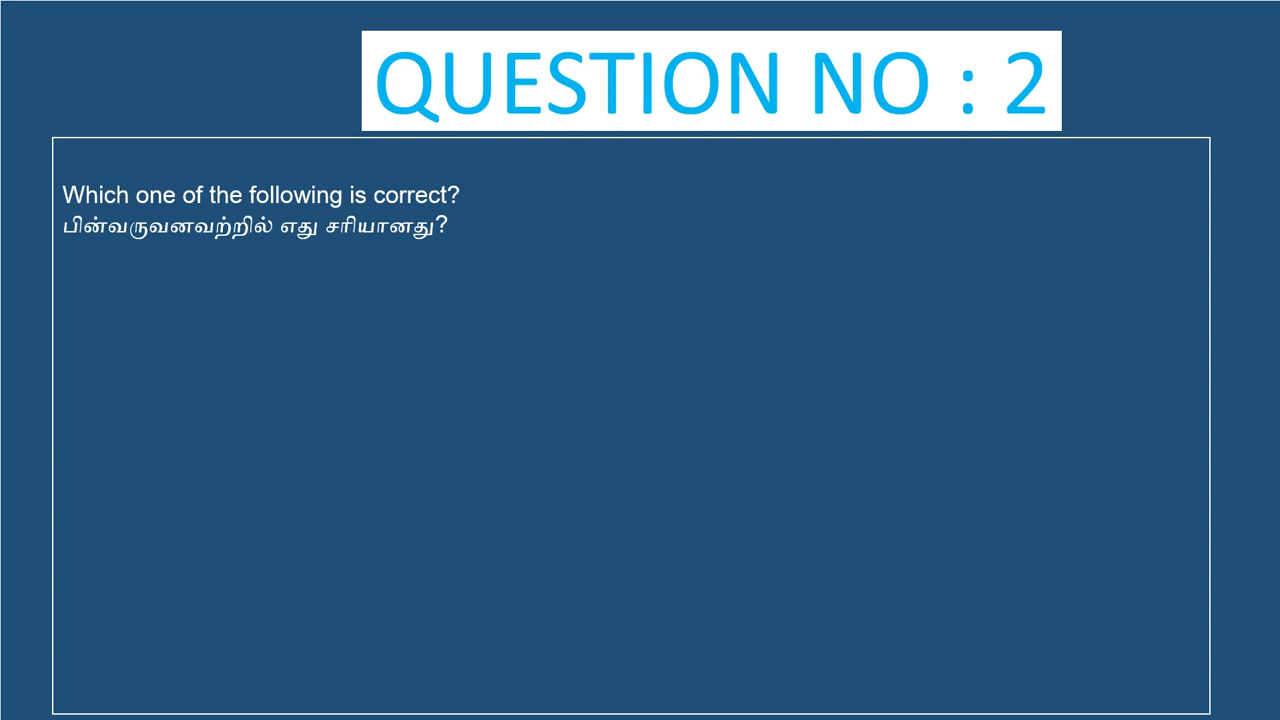 QUESTION NO : 2
Which one of the following is correct?
பின்வருவனவற்றில் எது சரியானது?